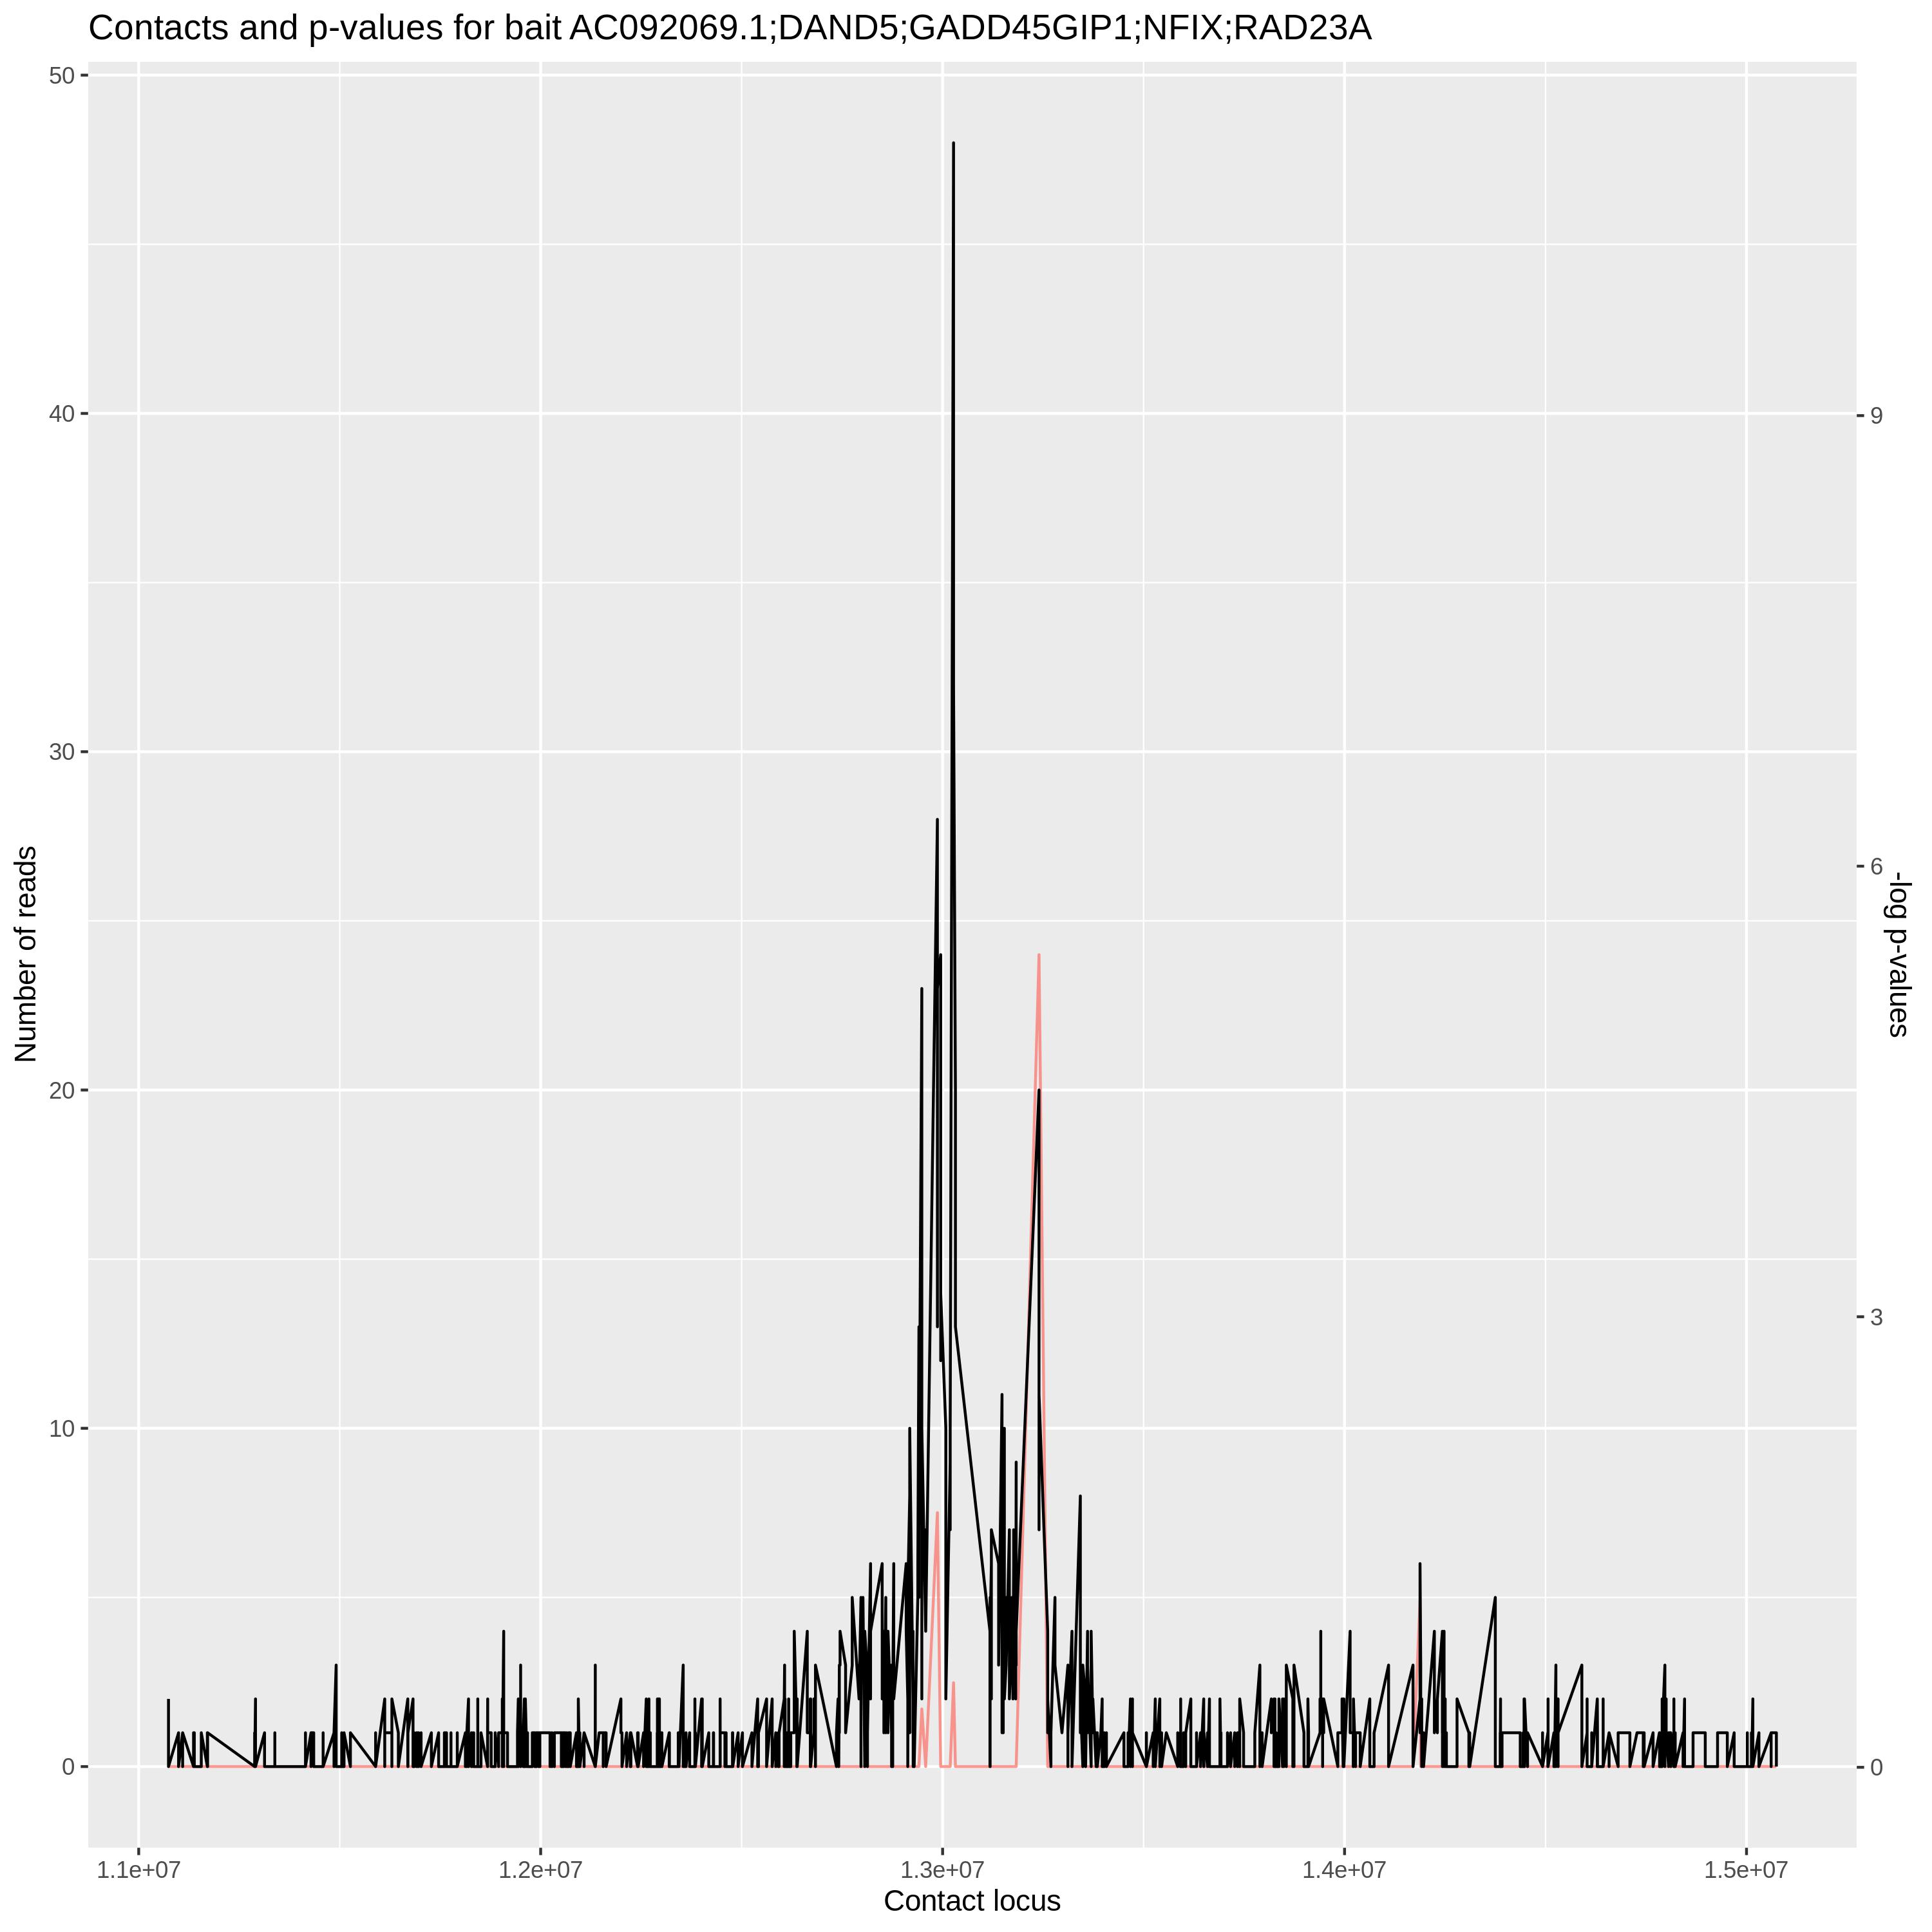 Contacts and p-values for bait AC092069.1;DAND5;GADD45GIP1;NFIX;RAD23A
50
40
30
20
10
0
Number of reads
9
6
3
0
-log p-values
1.1e+07 1.2e+07 1.3e+07 1.4e+07 1.5e+07
Contact locus